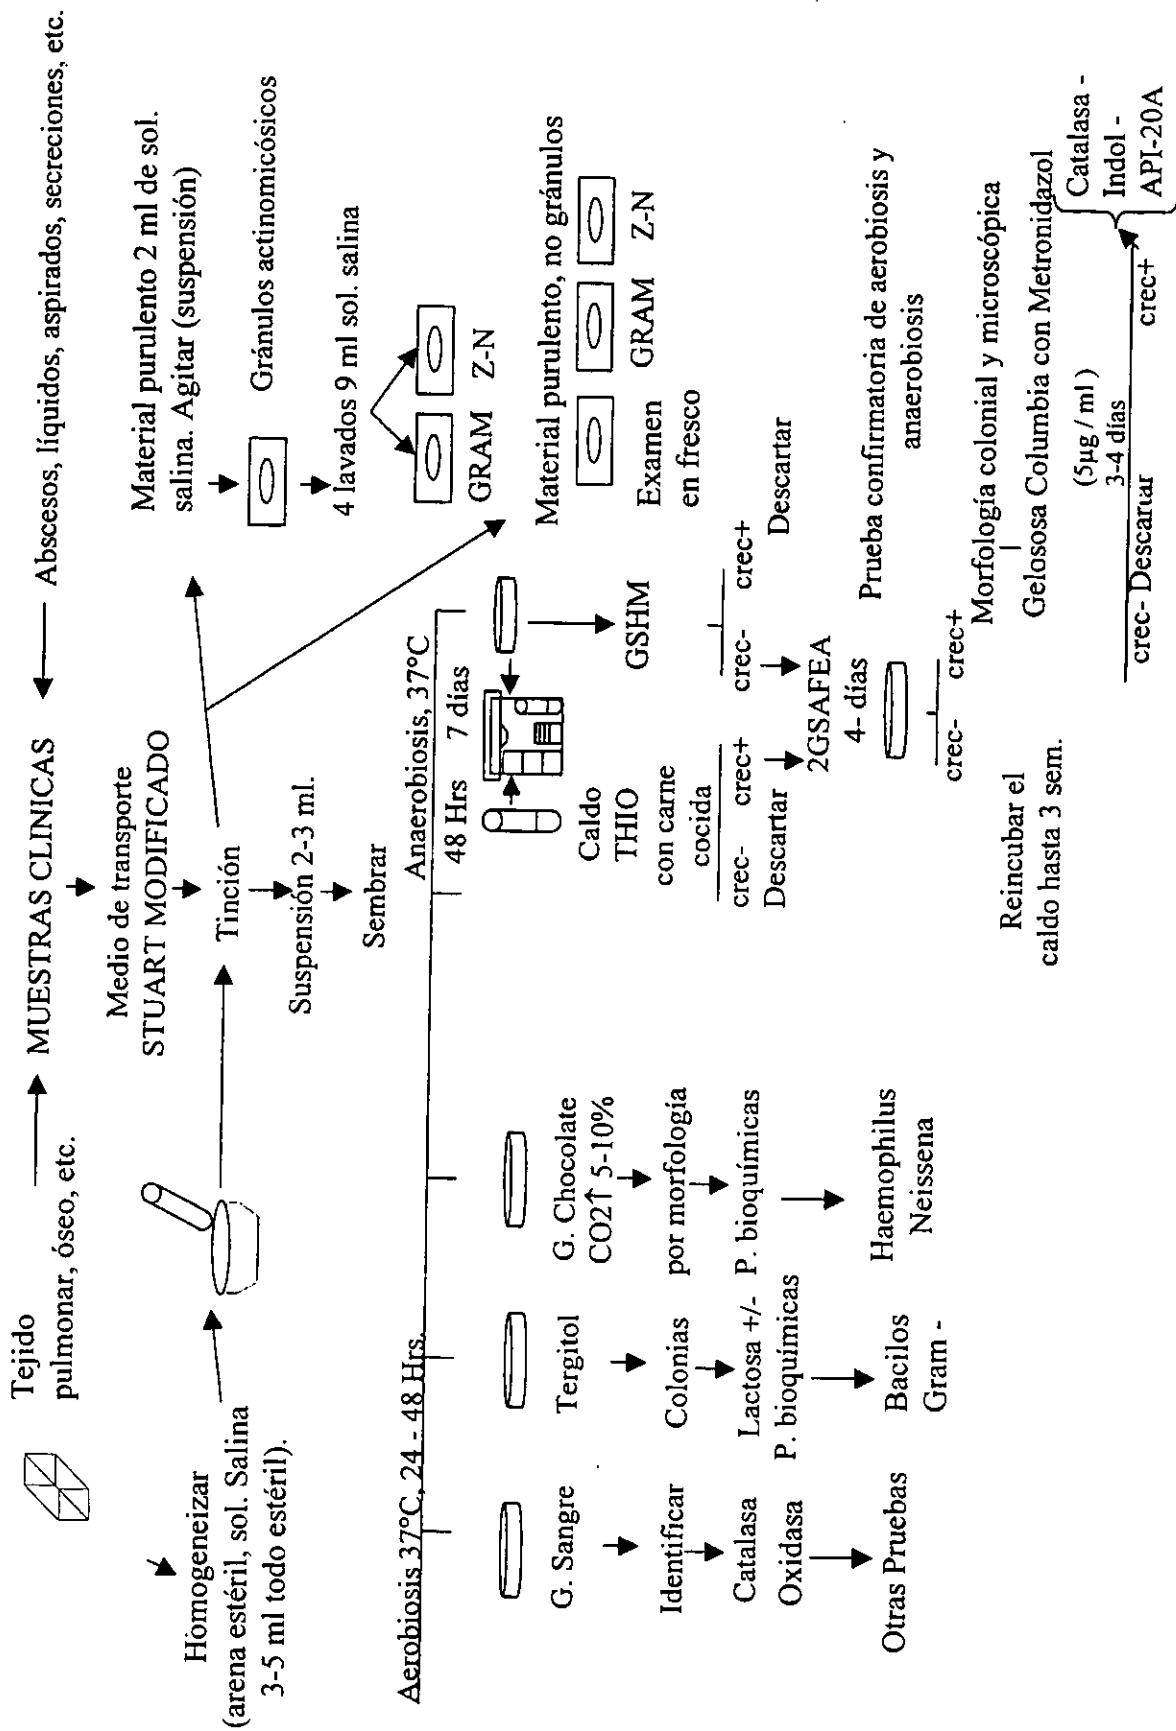 Tejido
pulmonar, óseo, etc.
MUESTRAS CLINICAS
Abscesos, líquidos, aspirados, secreciones, etc.
Medio de transporte
STUART MODIFICADO
Homogeneizar
(arena estéril, sol. Salina
3-5 ml todo estéril).
Tinción
Suspensión 2-3 ml.
Sembrar
Material purulento 2 ml de sol.
salina. Agitar (suspensión)
Gránulos actinomicósicos
4 lavados 9 ml sol. salina
GRAM
Z-N
Material purulento, no gránulos
Examen
en fresco
GRAM
Z-N
Aerobiosis 37°C, 24 - 48 Hrs.
Anaerobiosis, 37°C
48 Hrs
7 días
G. Sangre
Identificar
Catalasa
Oxidasa
Otras Pruebas
Tergitol
Colonias
Lactosa +/-
P. bioquímicas
Bacilos
Gram -
G. Chocolate
CO2↑ 5-10%
por morfología
P. bioquímicas
Haemophilus
Neissena
Caldo
THIO
con carne
cocida
crec-
crec+
Descartar
GSHM
crec-
crec+
Descartar
2GSAFEA
4- días
Prueba confirmatoria de aerobiosis y
anaerobiosis
crec-
crec+
Reincubar el
caldo hasta 3 sem.
Morfología colonial y microscópica
Gelososa Columbia con Metronidazol
(5µg / ml )
3-4 días
crec- Descartar
crec+
Catalasa -
Indol -
API-20A